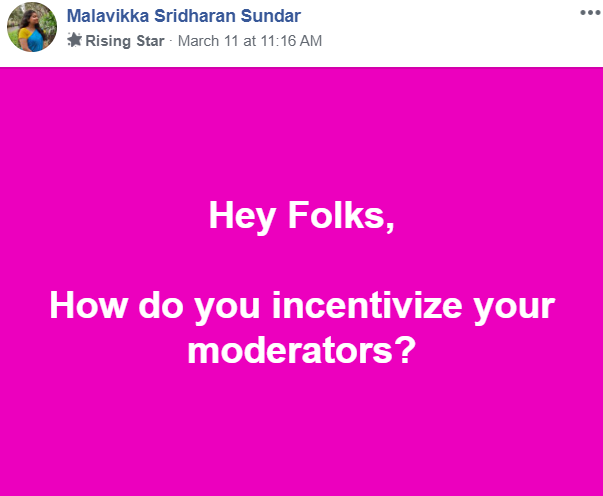 Malavikka Sridharan Sundar
Rising Star · March 11 at 11:16 AM
Hey Folks,
How do you incentivize your
moderators?